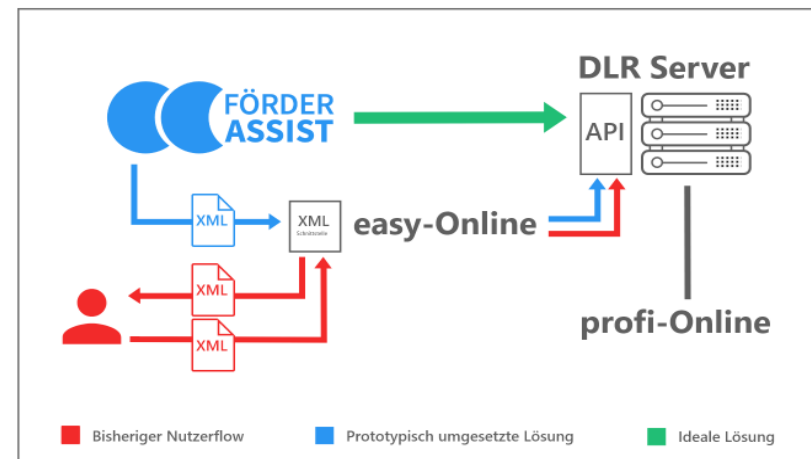 DLR Server
FÖRDER
ASSIST
API
XML
XML
Schnittstelle
easy-Online
XML
XML
profi-Online
Bisheriger Nutzerflow
Prototypisch umgesetzte Lösung
Ideale Lösung